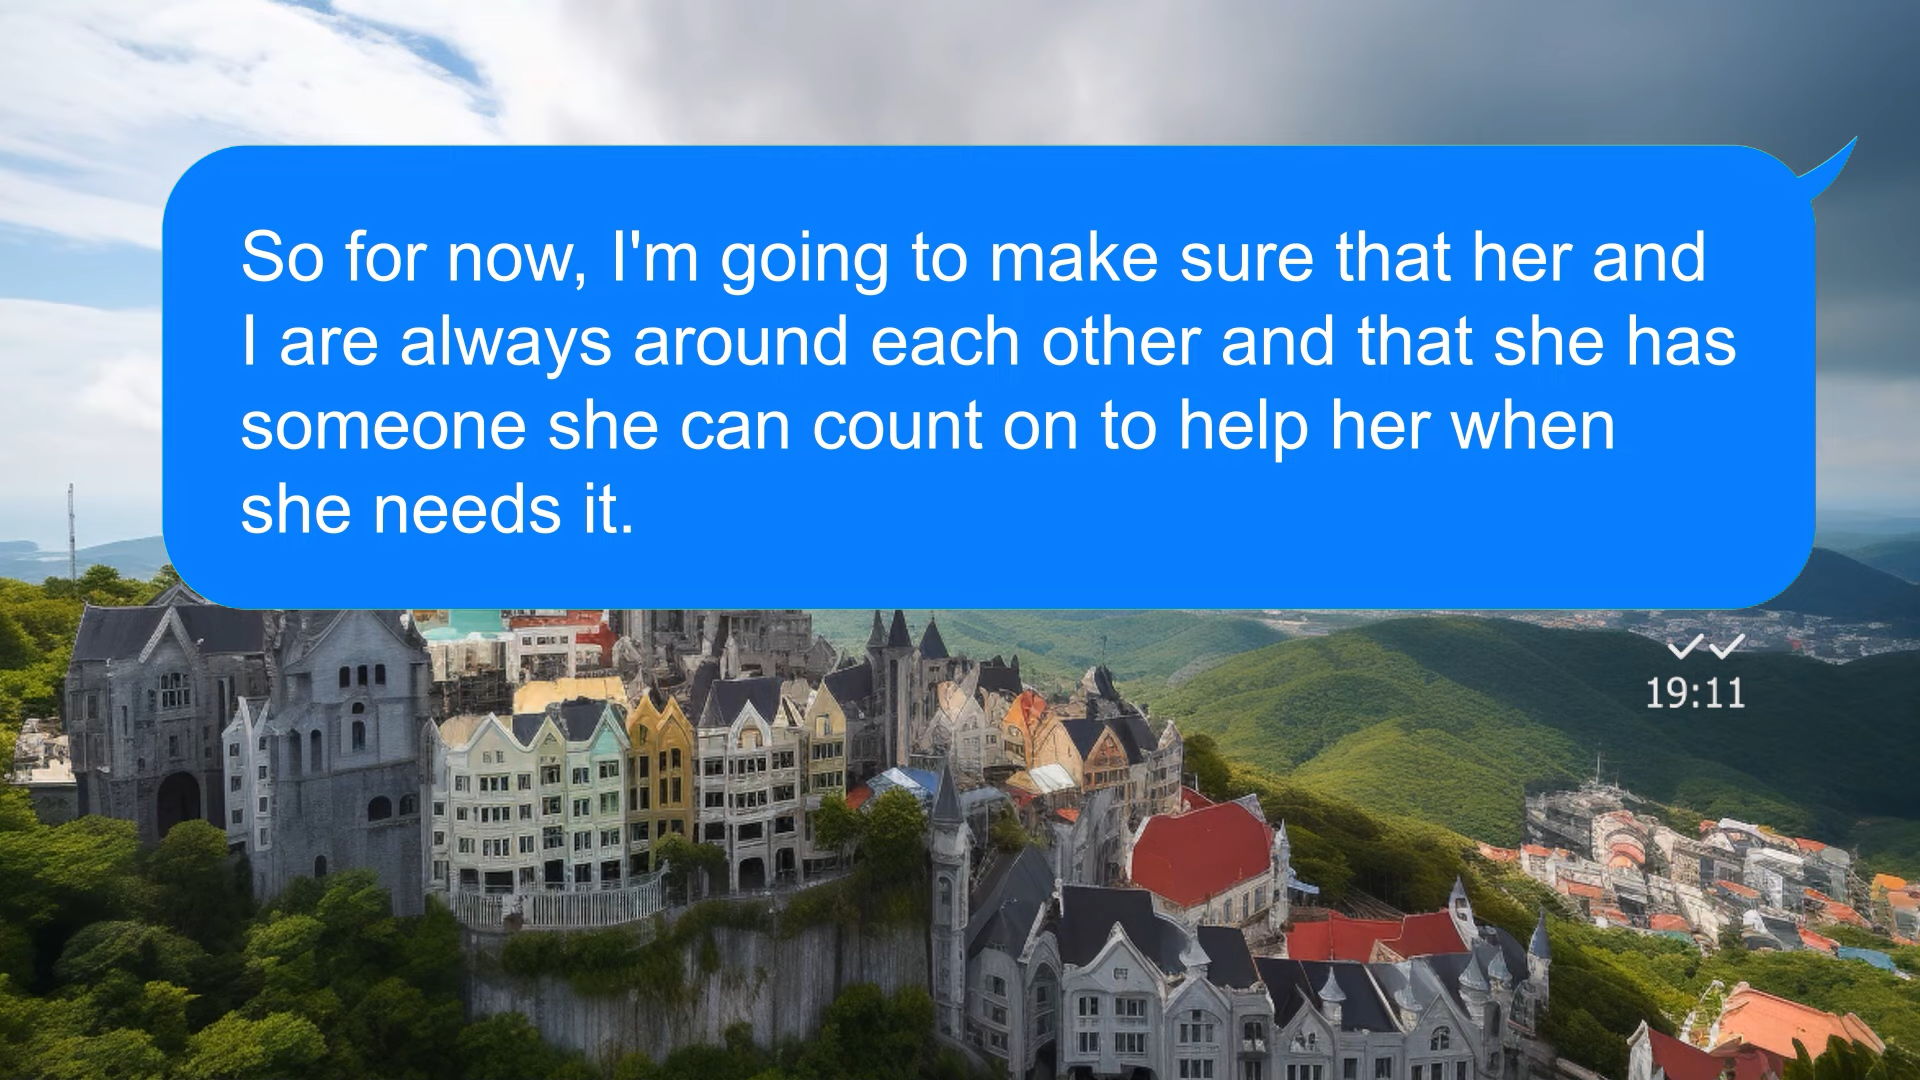 So for now, I'm going to make sure that her and
I are always around each other and that she has
someone she can count on to help her when
she needs it.
19:11